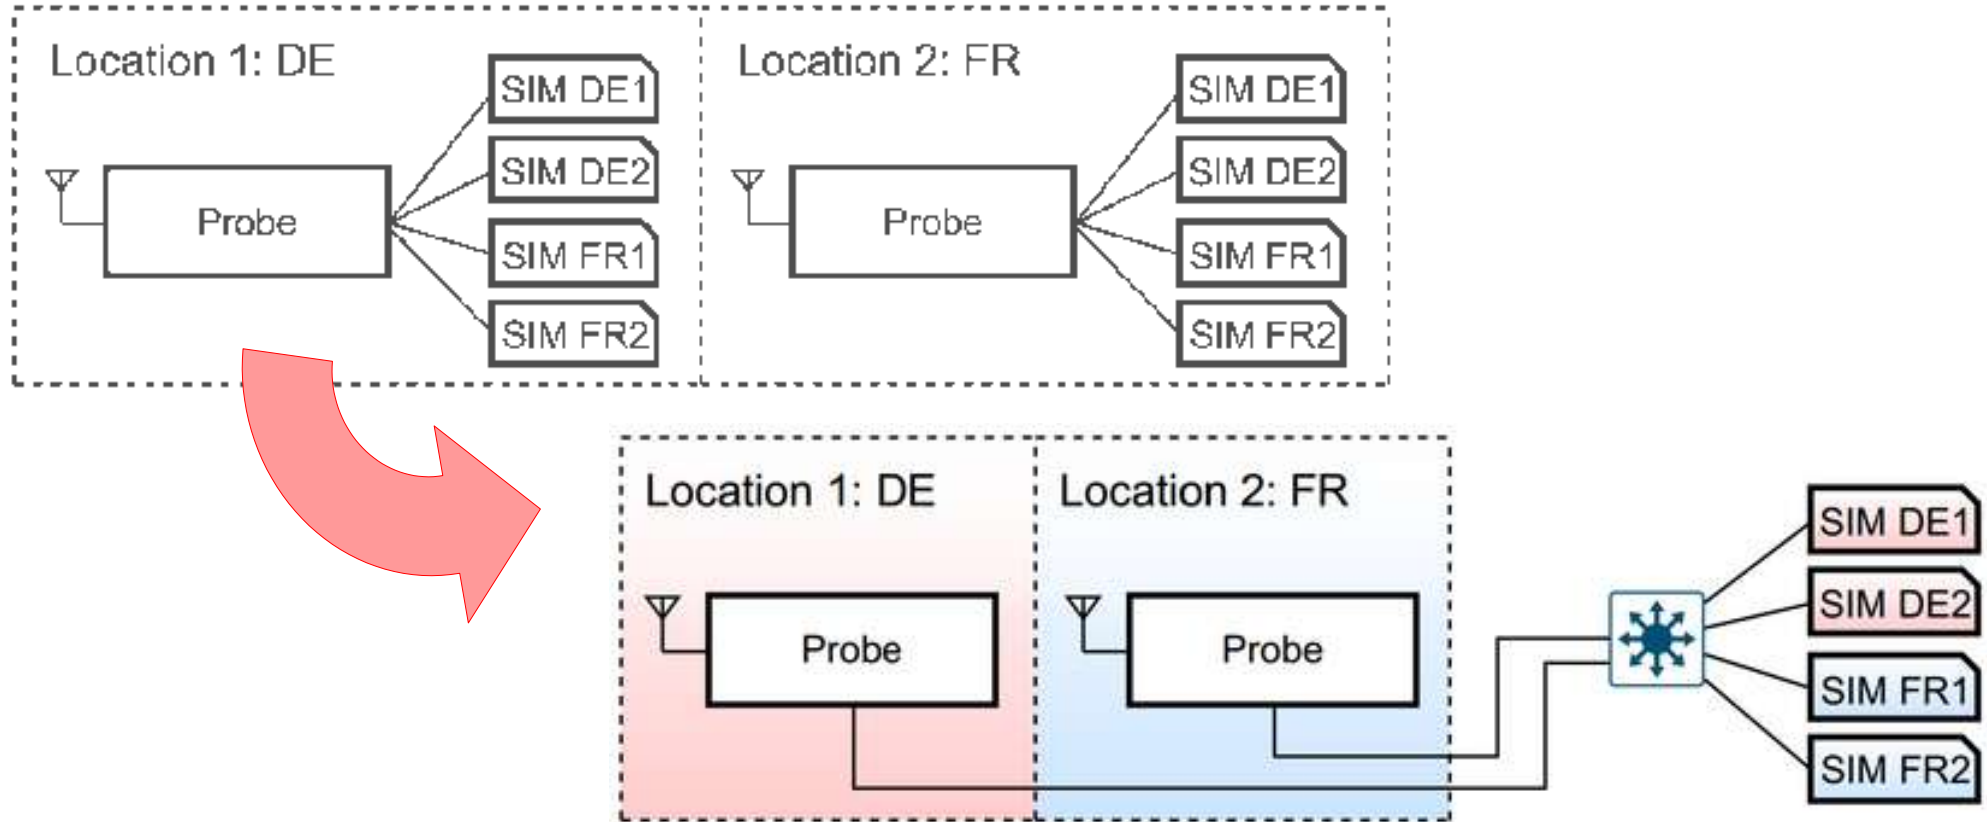 Location 1: DE
SIM DE1
SIM DE2
Probe
SIM FR1
SIM FR2
Location 2: FR
SIM DE1
SIM DE2
Probe
SIM FR1
SIM FR2
Location 1: DE
Probe
Location 2: FR
Probe
SIM DE1
SIM DE2
SIM FR1
SIM FR2